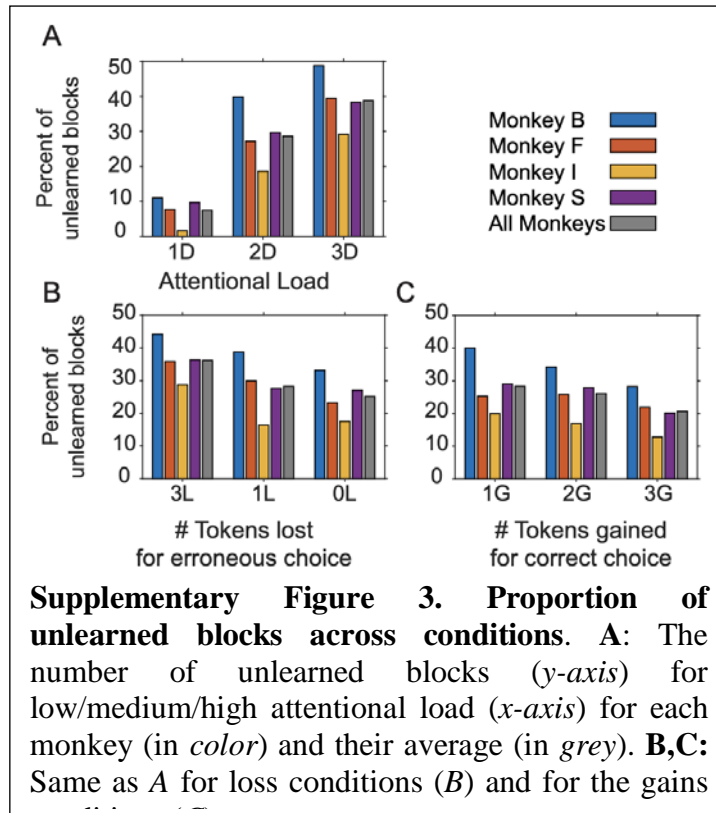 A
Percent of
unlearned blocks
50
40
30
20
10
0
1D 2D 3D
Attentional Load
Monkey B
Monkey F
Monkey I
Monkey S
All Monkeys
B
Percent of
unlearned blocks
50
40
30
20
10
0
3L 1L 0L
# Tokens lost
for erroneous choice
C
50
40
30
20
10
0
1G 2G 3G
# Tokens gained
for correct choice
Supplementary Figure 3. Proportion of
unlearned blocks across conditions. A: The
number of unlearned blocks (y-axis) for
low/medium/high attentional load (x-axis) for each
monkey (in color) and their average (in grey). B,C:
Same as A for loss conditions (B) and for the gains